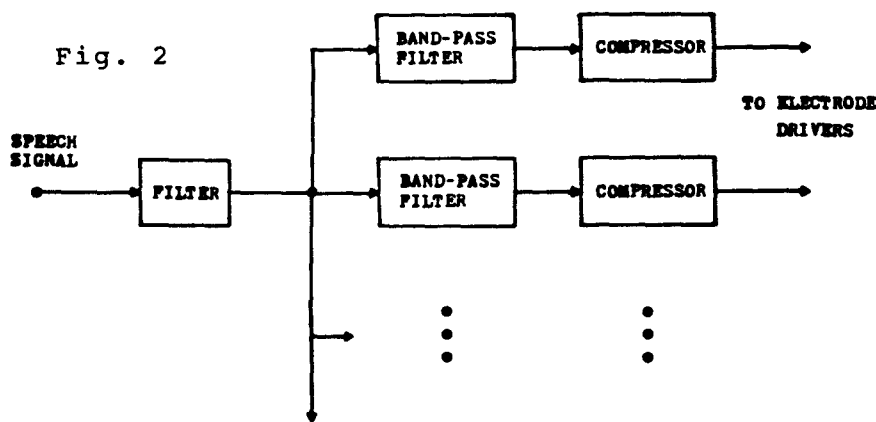 Fig. 2
BAND-PASS
FILTER
COMPRESSOR
TO ELECTRODE
DRIVERS
SPEECH
SIGNAL
FILTER
BAND-PASS
FILTER
COMPRESSOR